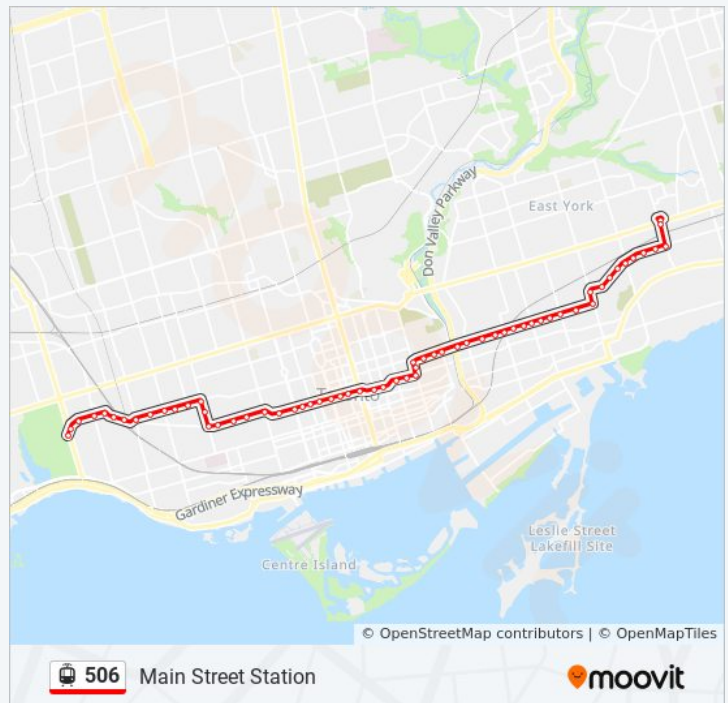 Don Valley Parkway
East York
Toronto
Gardiner Expressway
Centre Island
Leslie Street
Lakefill Site
© OpenStreetMap contributors | © OpenMapTiles
506 Main Street Station
moovit